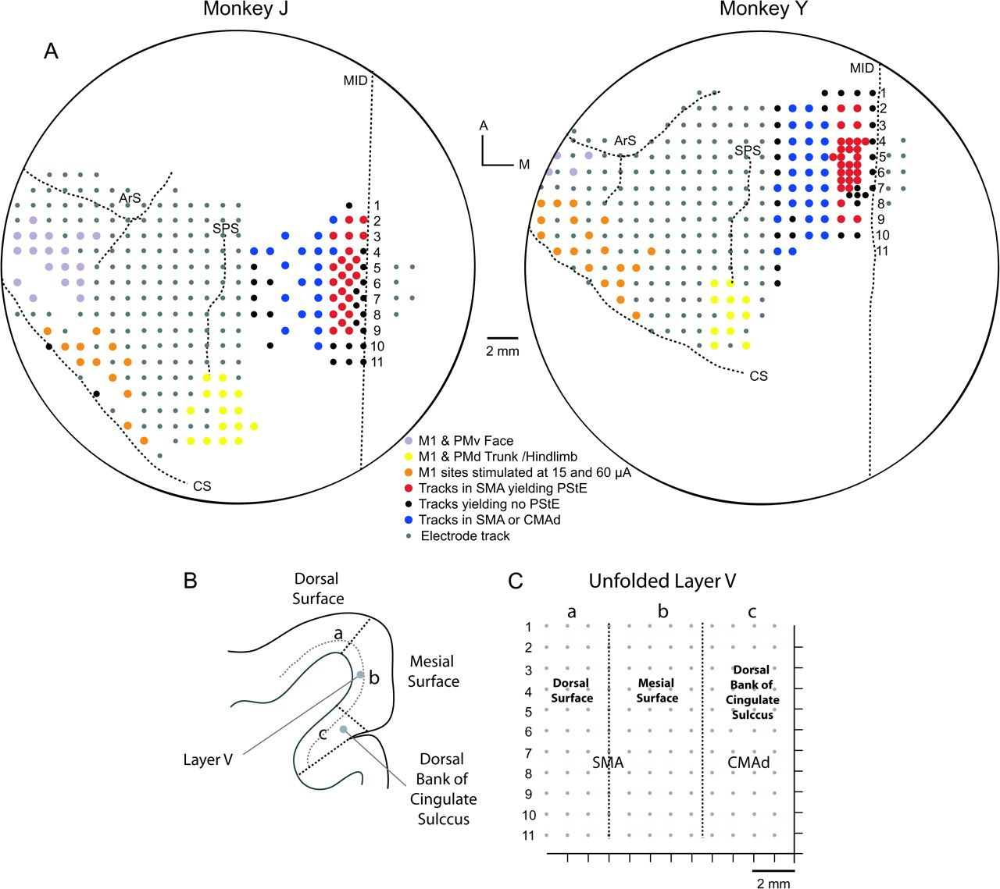 Monkey J
Monkey Y
A
MID
MID
1
2
3
4
5
6
7
8
9
10
11
1
2
3
4
5
6
7
8
9
10
11
A
M
ArS
SPS
ArS
SPS
2 mm
CS
CS
M1 & PMv Face
M1 & PMd Trunk /Hindlimb
M1 sites stimulated at 15 and 60 µA
Tracks in SMA yielding PStE
Tracks yielding no PStE
Tracks in SMA or CMAd
Electrode track
B
Dorsal
Surface
a
b
c
Mesial
Surface
Layer V
Dorsal
Bank of
Cingulate
Sulccus
C
Unfolded Layer V
a
b
c
1
2
3
4
5
6
7
8
9
10
11
Dorsal
Surface
Mesial
Surface
Dorsal
Bank of
Cingulate
Sulccus
SMA
CMAd
2 mm